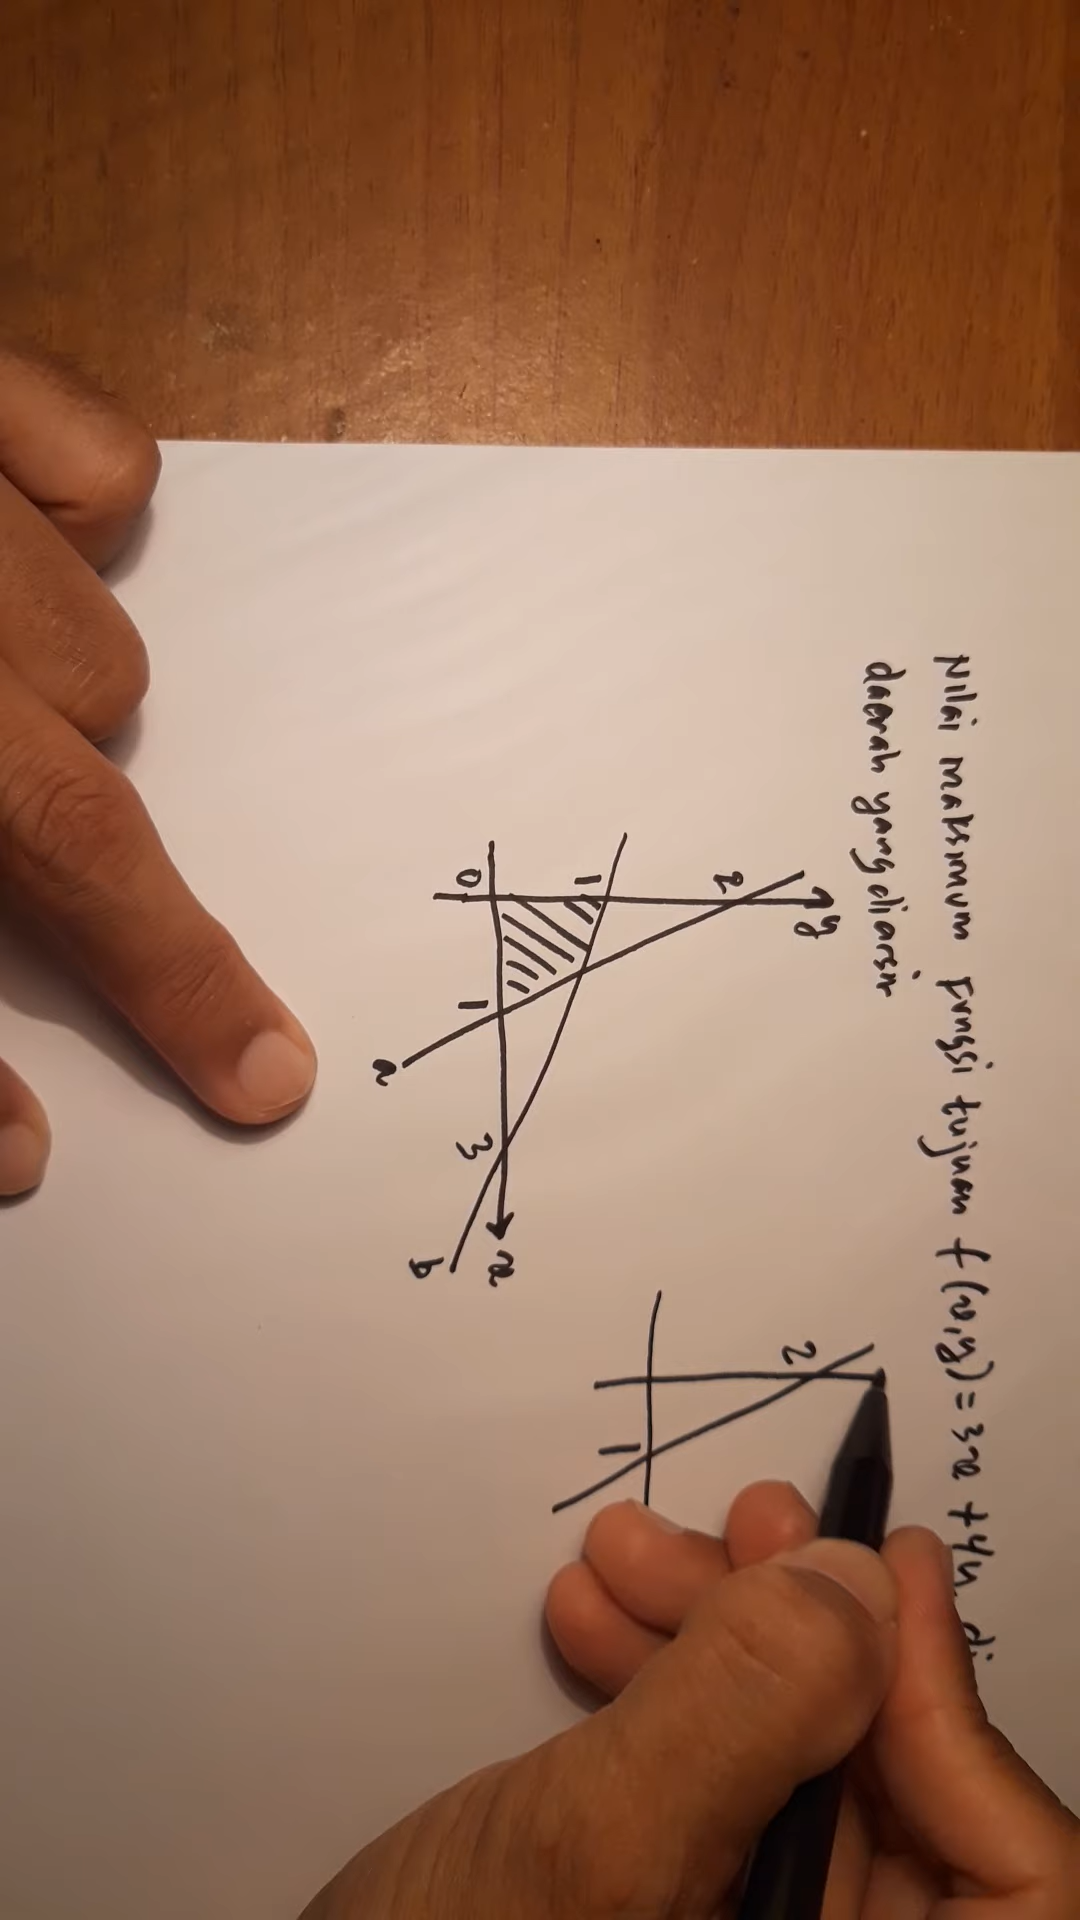 Nilai maksimum fungsi tujuan f(x,y) = 3x + 4y di
daerah yang diarsir
y
2
1
0
1
3
x
a
b
2
1